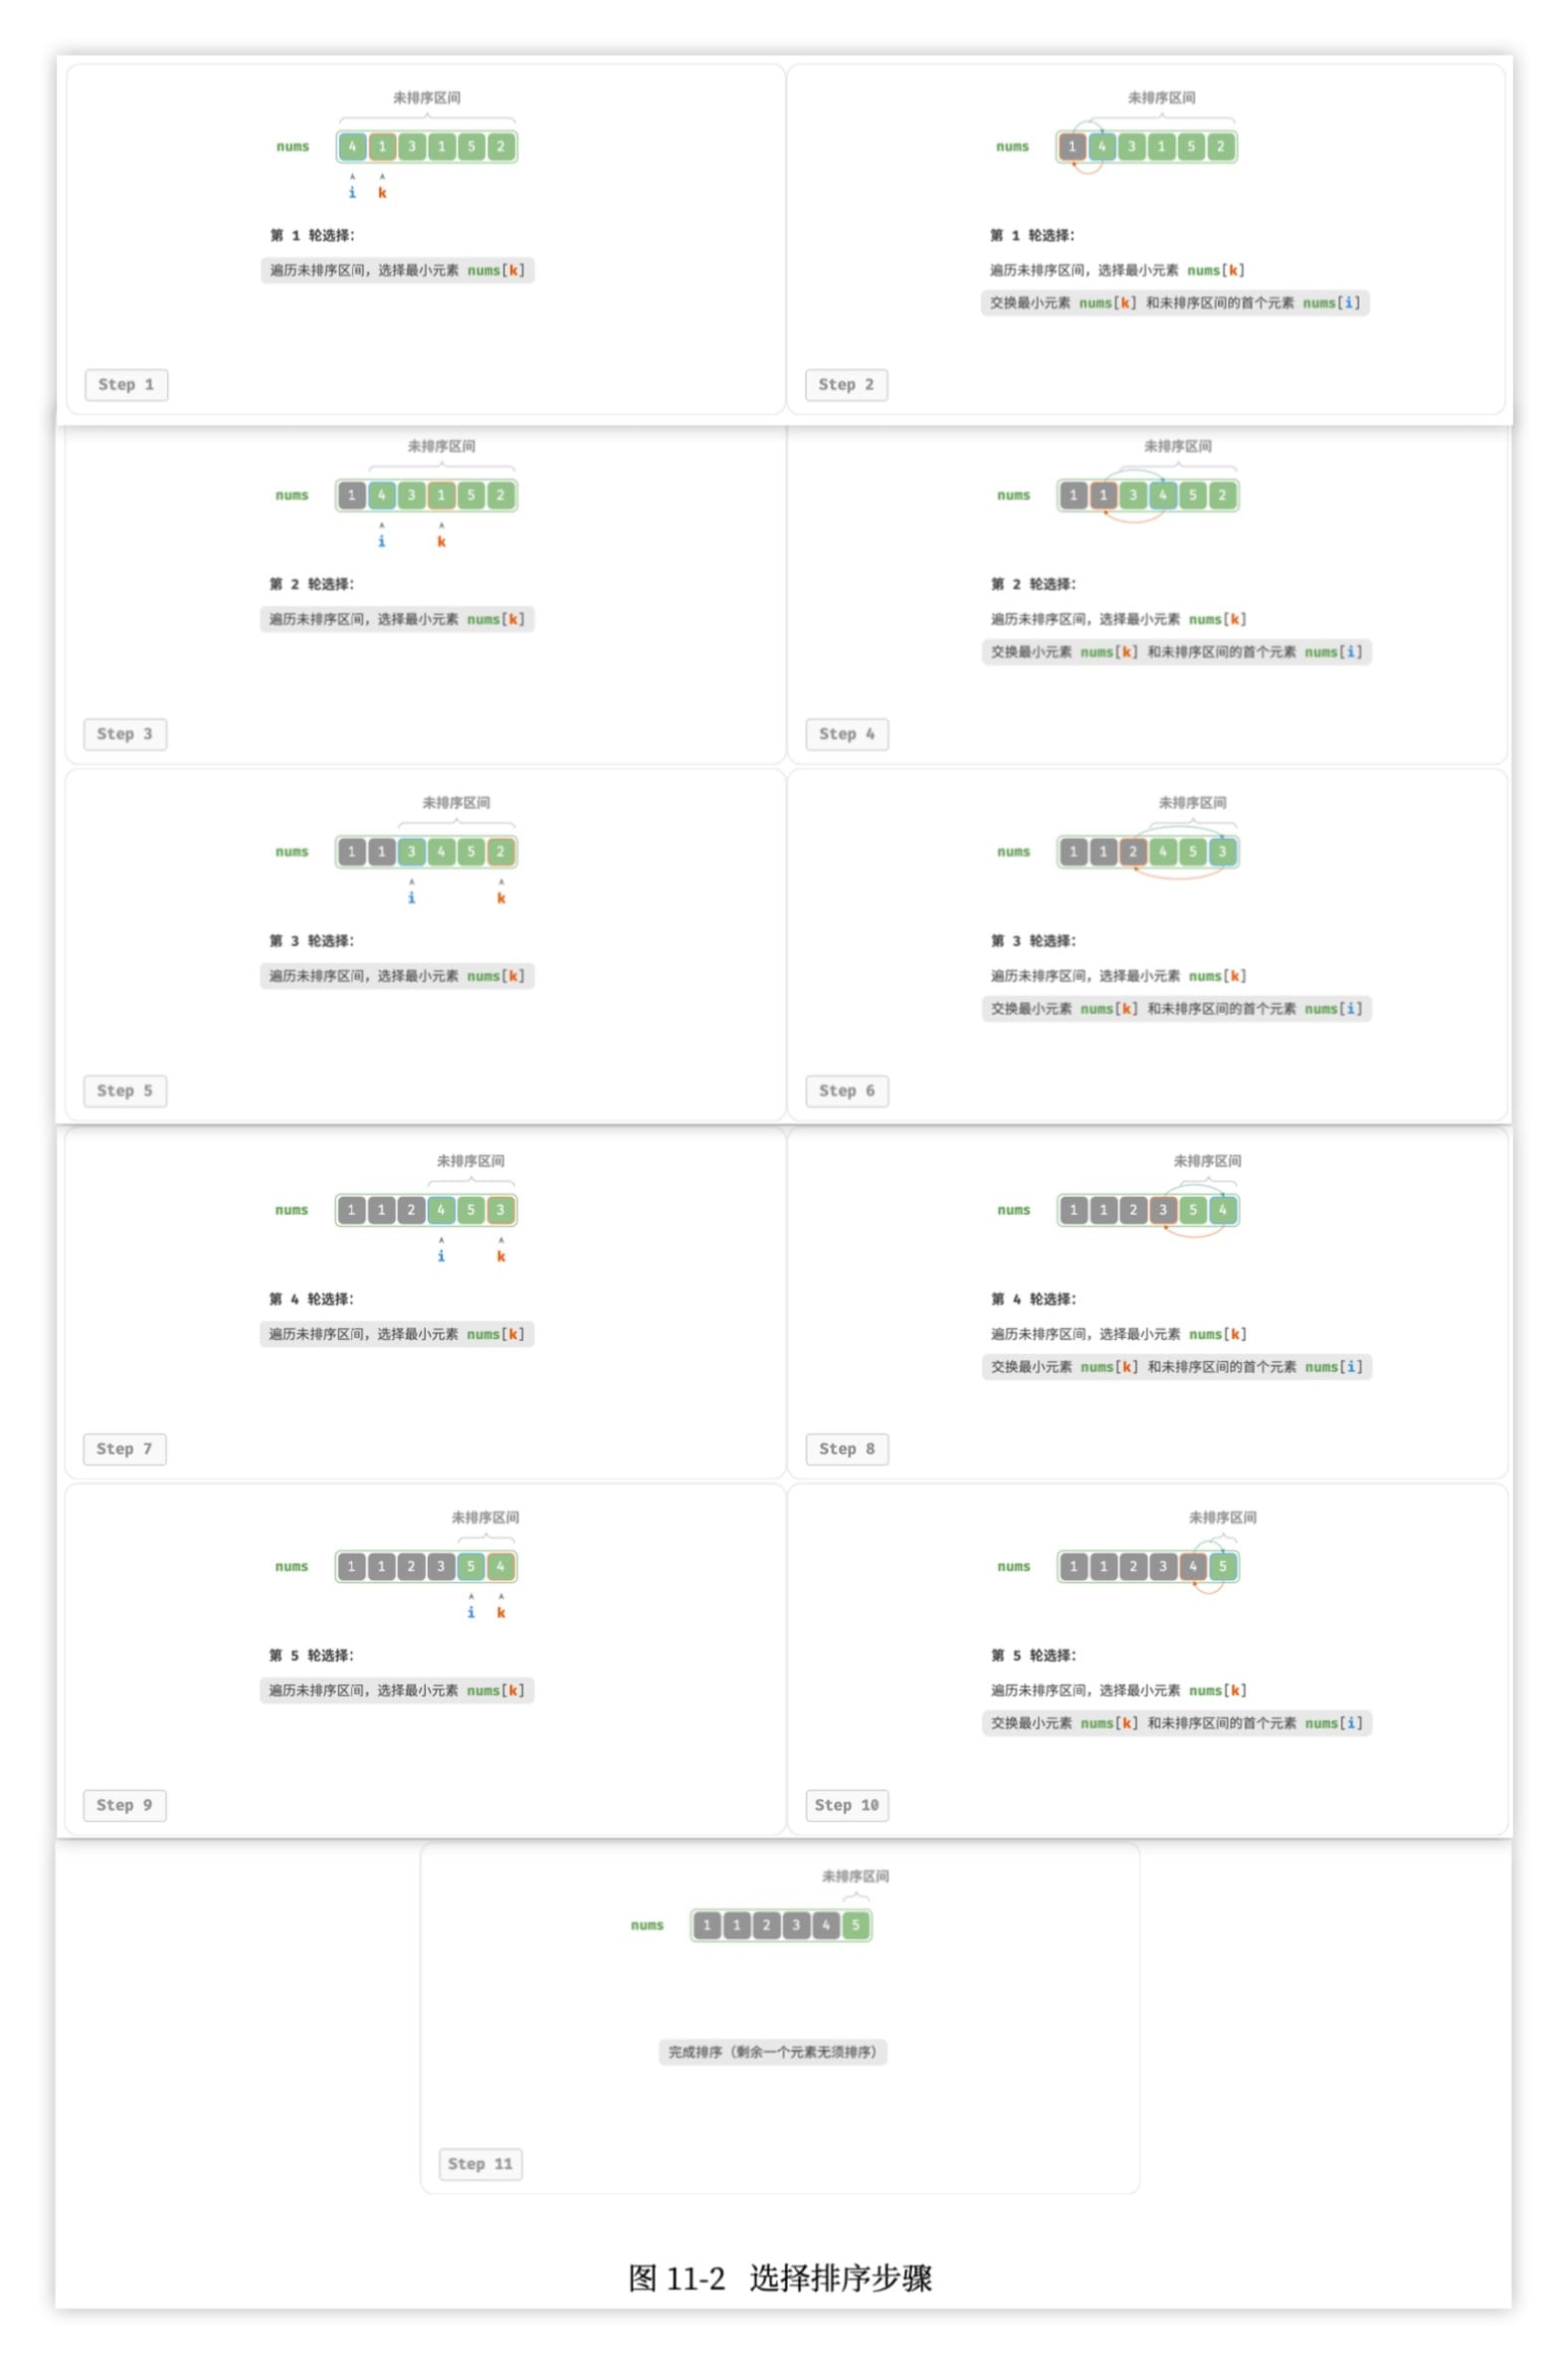 未排序区间
nums 4 1 3 1 5 2
i k
第 1 轮选择：
遍历未排序区间，选择最小元素 nums[k]
Step 1
未排序区间
nums 1 4 3 1 5 2
第 1 轮选择：
遍历未排序区间，选择最小元素 nums[k]
交换最小元素 nums[k] 和未排序区间的首个元素 nums[i]
Step 2
未排序区间
nums 1 4 3 1 5 2
i k
第 2 轮选择：
遍历未排序区间，选择最小元素 nums[k]
Step 3
未排序区间
nums 1 1 3 4 5 2
第 2 轮选择：
遍历未排序区间，选择最小元素 nums[k]
交换最小元素 nums[k] 和未排序区间的首个元素 nums[i]
Step 4
未排序区间
nums 1 1 3 4 5 2
i k
第 3 轮选择：
遍历未排序区间，选择最小元素 nums[k]
Step 5
未排序区间
nums 1 1 2 4 5 3
第 3 轮选择：
遍历未排序区间，选择最小元素 nums[k]
交换最小元素 nums[k] 和未排序区间的首个元素 nums[i]
Step 6
未排序区间
nums 1 1 2 4 5 3
i k
第 4 轮选择：
遍历未排序区间，选择最小元素 nums[k]
Step 7
未排序区间
nums 1 1 2 3 5 4
第 4 轮选择：
遍历未排序区间，选择最小元素 nums[k]
交换最小元素 nums[k] 和未排序区间的首个元素 nums[i]
Step 8
未排序区间
nums 1 1 2 3 5 4
i k
第 5 轮选择：
遍历未排序区间，选择最小元素 nums[k]
Step 9
未排序区间
nums 1 1 2 3 4 5
第 5 轮选择：
遍历未排序区间，选择最小元素 nums[k]
交换最小元素 nums[k] 和未排序区间的首个元素 nums[i]
Step 10
未排序区间
nums 1 1 2 3 4 5
完成排序（剩余一个元素无须排序）
Step 11
图 11-2 选择排序步骤